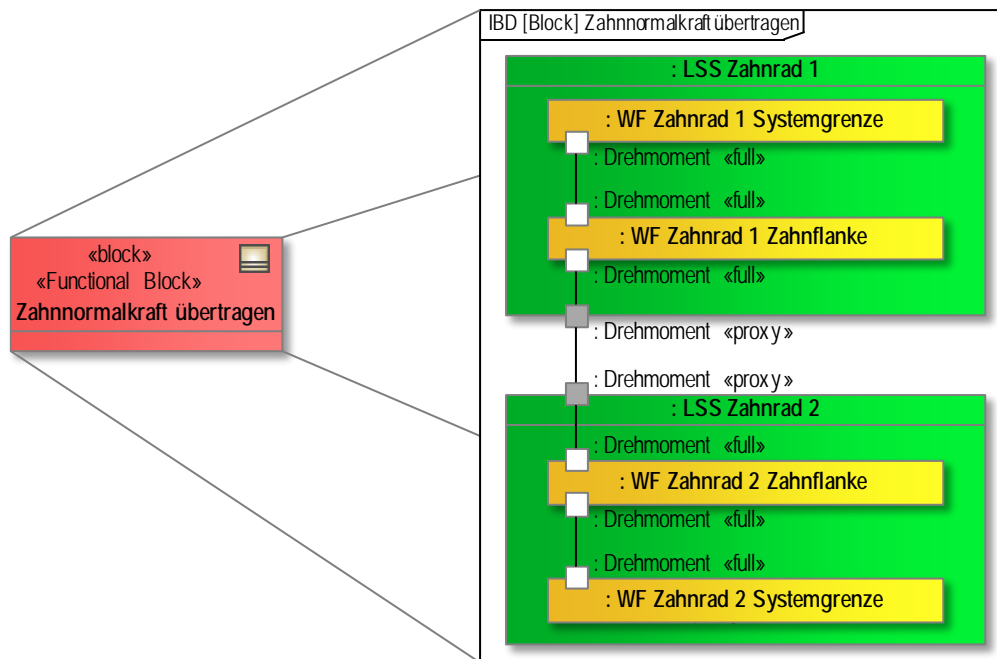 IBD [Block] Zahnnormalkraft übertragen
: LSS Zahnrad 1
: WF Zahnrad 1 Systemgrenze
: Drehmoment «full»
: Drehmoment «full»
: WF Zahnrad 1 Zahnflanke
: Drehmoment «full»
«block»
«Functional Block»
Zahnnormalkraft übertragen
: Drehmoment «proxy»
: Drehmoment «proxy»
: LSS Zahnrad 2
: Drehmoment «full»
: WF Zahnrad 2 Zahnflanke
: Drehmoment «full»
: Drehmoment «full»
: WF Zahnrad 2 Systemgrenze